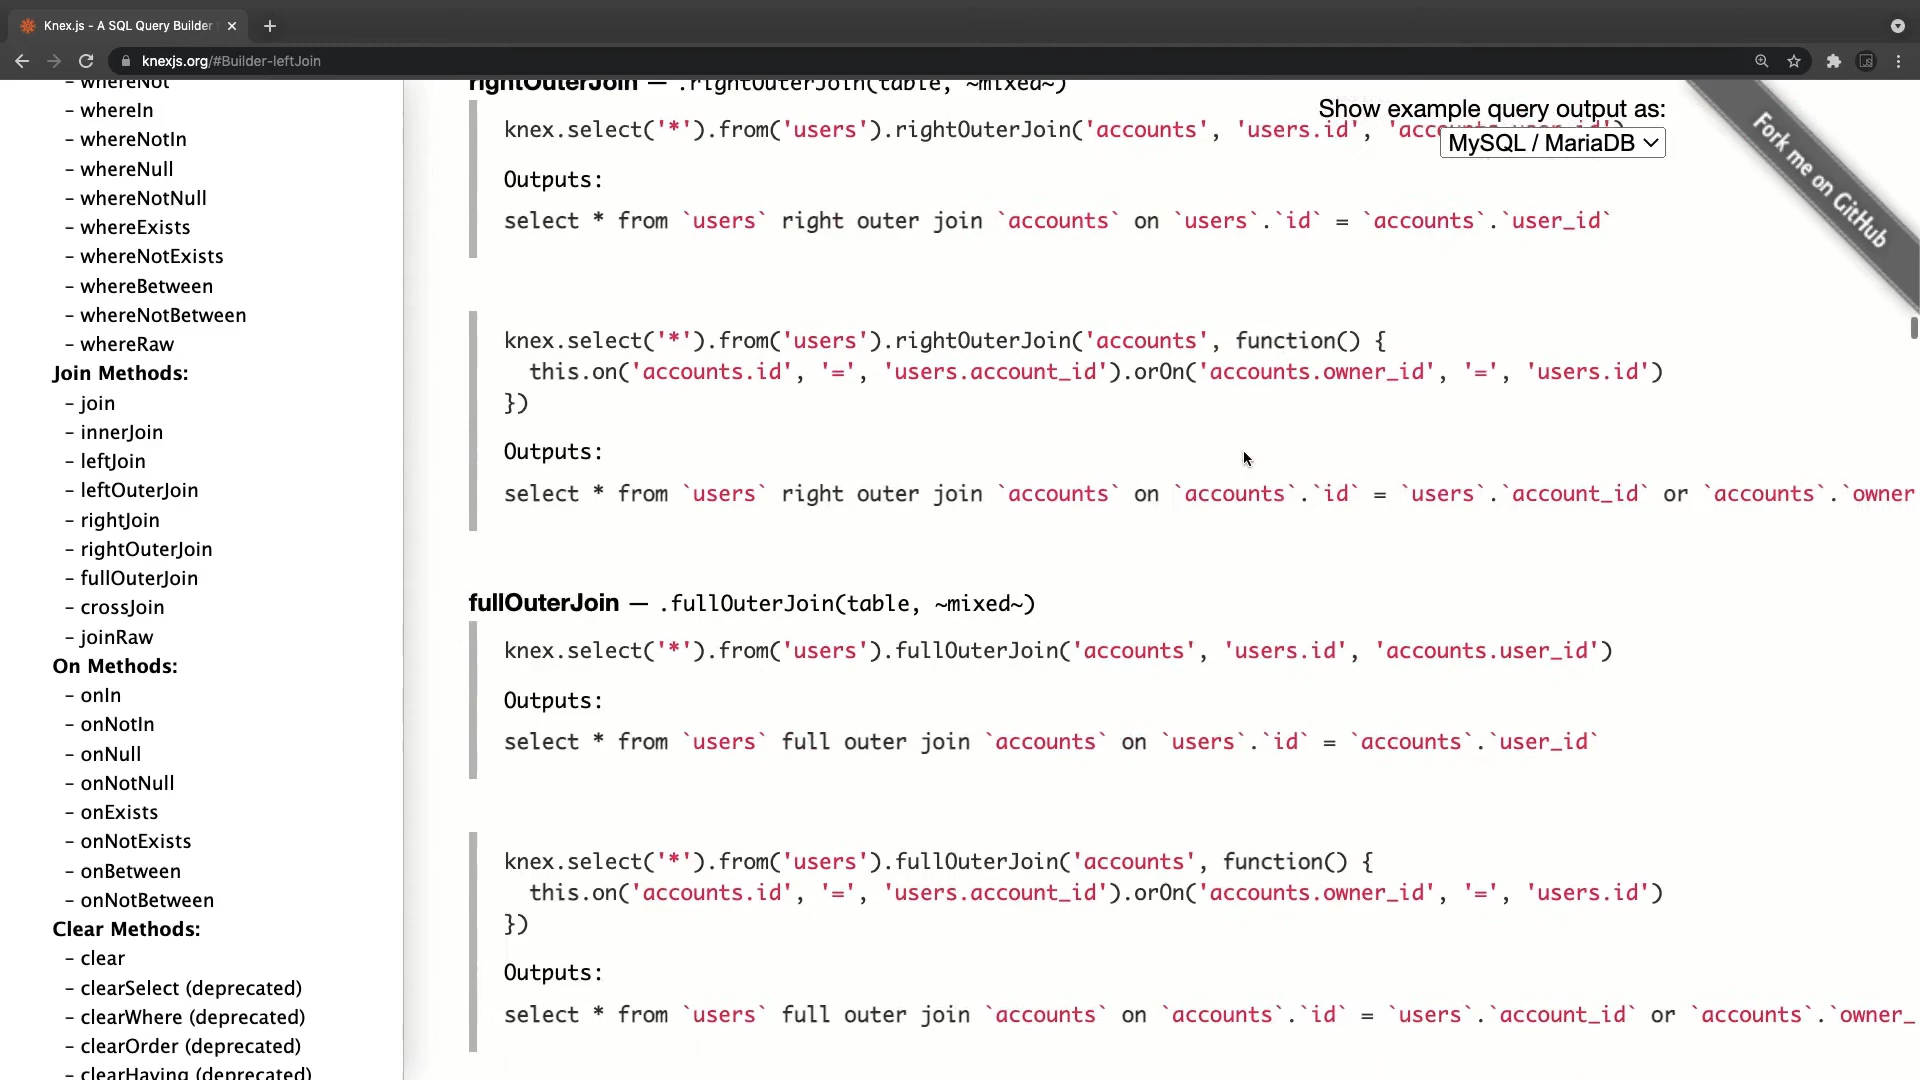 Knex.js - A SQL Query Builder
knexjs.org/#Builder-leftJoin
– whereNot
– whereIn
– whereNotIn
– whereNull
– whereNotNull
– whereExists
– whereNotExists
– whereBetween
– whereNotBetween
– whereRaw
Join Methods:
– join
– innerJoin
– leftJoin
– leftOuterJoin
– rightJoin
– rightOuterJoin
– fullOuterJoin
– crossJoin
– joinRaw
On Methods:
– onIn
– onNotIn
– onNull
– onNotNull
– onExists
– onNotExists
– onBetween
– onNotBetween
Clear Methods:
– clear
– clearSelect (deprecated)
– clearWhere (deprecated)
– clearOrder (deprecated)
– clearHaving (deprecated)
rightOuterJoin — .rightOuterJoin(table, ~mixed~)
Show example query output as:
MySQL / MariaDB
Fork me on GitHub
knex.select('*').from('users').rightOuterJoin('accounts', 'users.id', 'accounts.user_id')
Outputs:
select * from `users` right outer join `accounts` on `users`.`id` = `accounts`.`user_id`
knex.select('*').from('users').rightOuterJoin('accounts', function() {
this.on('accounts.id', '=', 'users.account_id').orOn('accounts.owner_id', '=', 'users.id')
})
Outputs:
select * from `users` right outer join `accounts` on `accounts`.`id` = `users`.`account_id` or `accounts`.`owner
fullOuterJoin — .fullOuterJoin(table, ~mixed~)
knex.select('*').from('users').fullOuterJoin('accounts', 'users.id', 'accounts.user_id')
Outputs:
select * from `users` full outer join `accounts` on `users`.`id` = `accounts`.`user_id`
knex.select('*').from('users').fullOuterJoin('accounts', function() {
this.on('accounts.id', '=', 'users.account_id').orOn('accounts.owner_id', '=', 'users.id')
})
Outputs:
select * from `users` full outer join `accounts` on `accounts`.`id` = `users`.`account_id` or `accounts`.`owner_